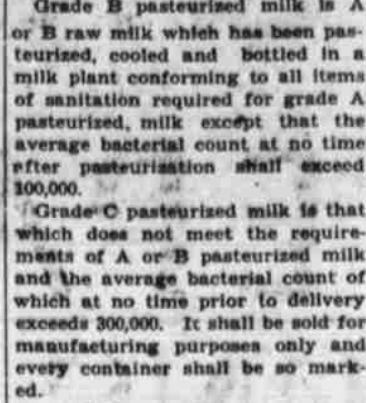 Grade B pasteurized milk is A
or B raw milk which has been pas-
teurized, cooled and bottled in a
milk plant conforming to all items
of sanitation required for grade A
pasteurized, milk except that the
average bacterial count at no time
after pasteurisation shall exceed
100,000.
Grade C pasteurized milk is that
which does not meet the require-
ments of A or B pasteurized milk
and the average bacterial count of
which at no time prior to delivery
exceeds 300,000. It shall be sold for
manufacturing purposes only and
every container shall be so mark-
ed.